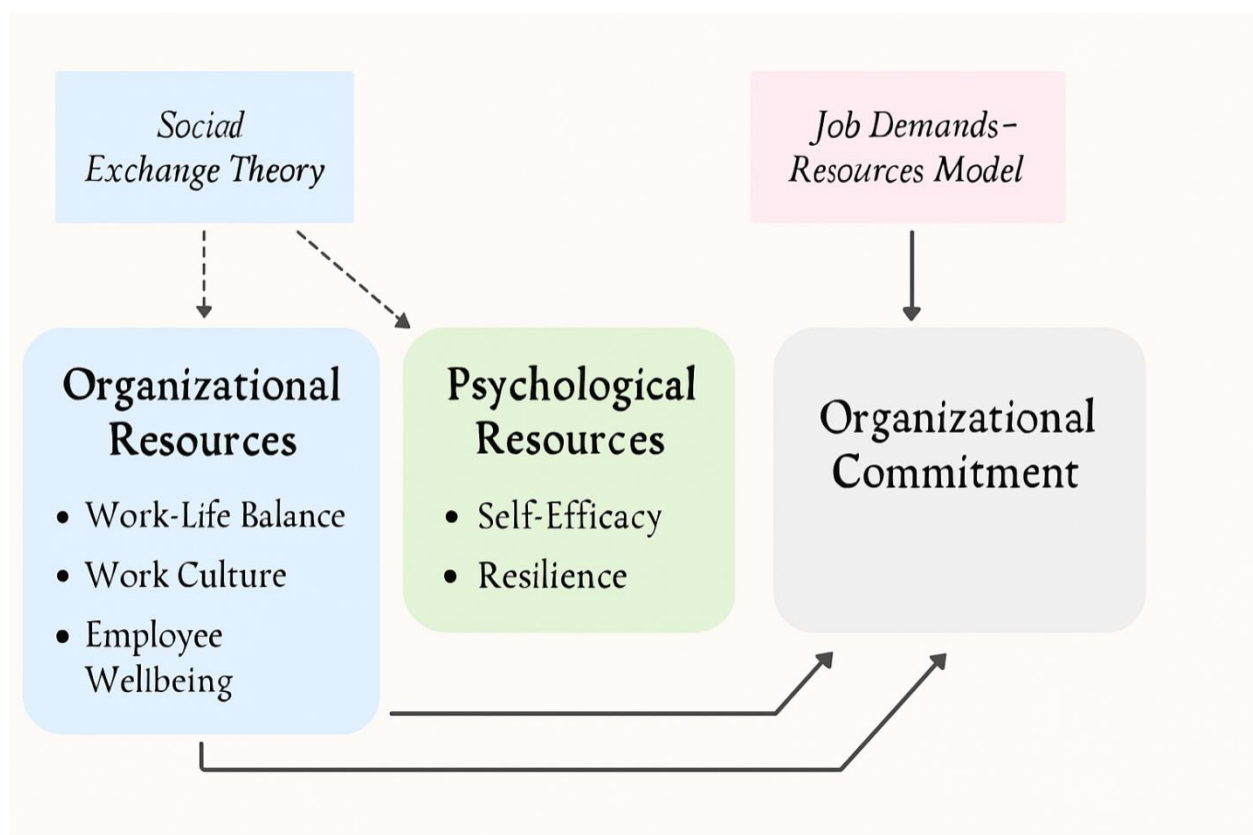 Sociad
Exchange Theory
Job Demands–
Resources Model
Organizational
Resources
• Work-Life Balance
• Work Culture
• Employee
Wellbeing
Psychological
Resources
• Self-Efficacy
• Resilience
Organizational
Commitment